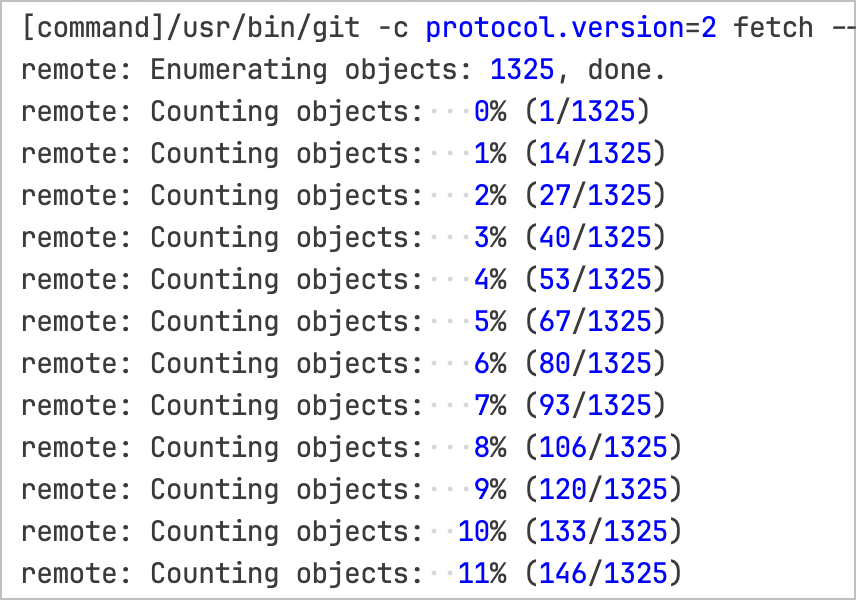 [command]/usr/bin/git -c protocol.version=2 fetch --
remote: Enumerating objects: 1325, done.
remote: Counting objects:   0% (1/1325)
remote: Counting objects:   1% (14/1325)
remote: Counting objects:   2% (27/1325)
remote: Counting objects:   3% (40/1325)
remote: Counting objects:   4% (53/1325)
remote: Counting objects:   5% (67/1325)
remote: Counting objects:   6% (80/1325)
remote: Counting objects:   7% (93/1325)
remote: Counting objects:   8% (106/1325)
remote: Counting objects:   9% (120/1325)
remote: Counting objects:  10% (133/1325)
remote: Counting objects:  11% (146/1325)